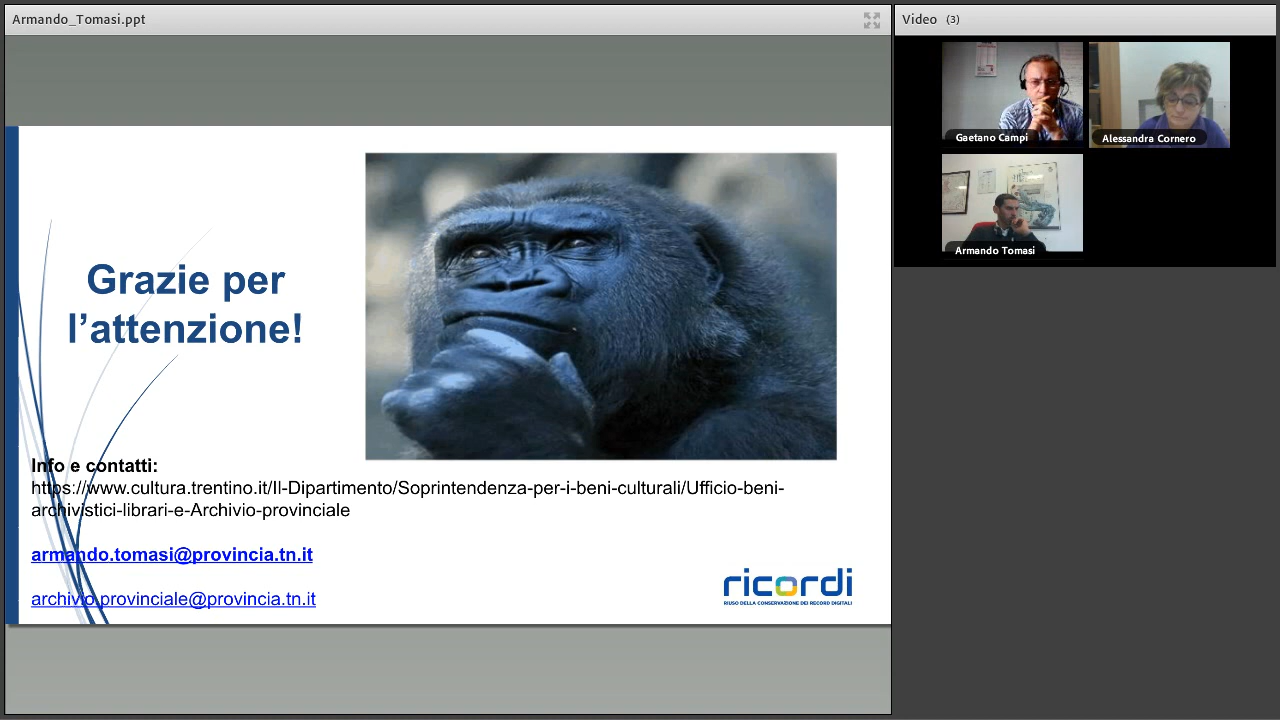 Armando_Tomasi.ppt
Video (3)
Gaetano Campi
Alessandra Cornero
Armando Tomasi
Grazie per
l’attenzione!
Info e contatti:
https://www.cultura.trentino.it/Il-Dipartimento/Soprintendenza-per-i-beni-culturali/Ufficio-beni-
archivistici-librari-e-Archivio-provinciale
armando.tomasi@provincia.tn.it
archivio.provinciale@provincia.tn.it
ricordi
RIUSO DELLA CONSERVAZIONE DEI RECORD DIGITALI